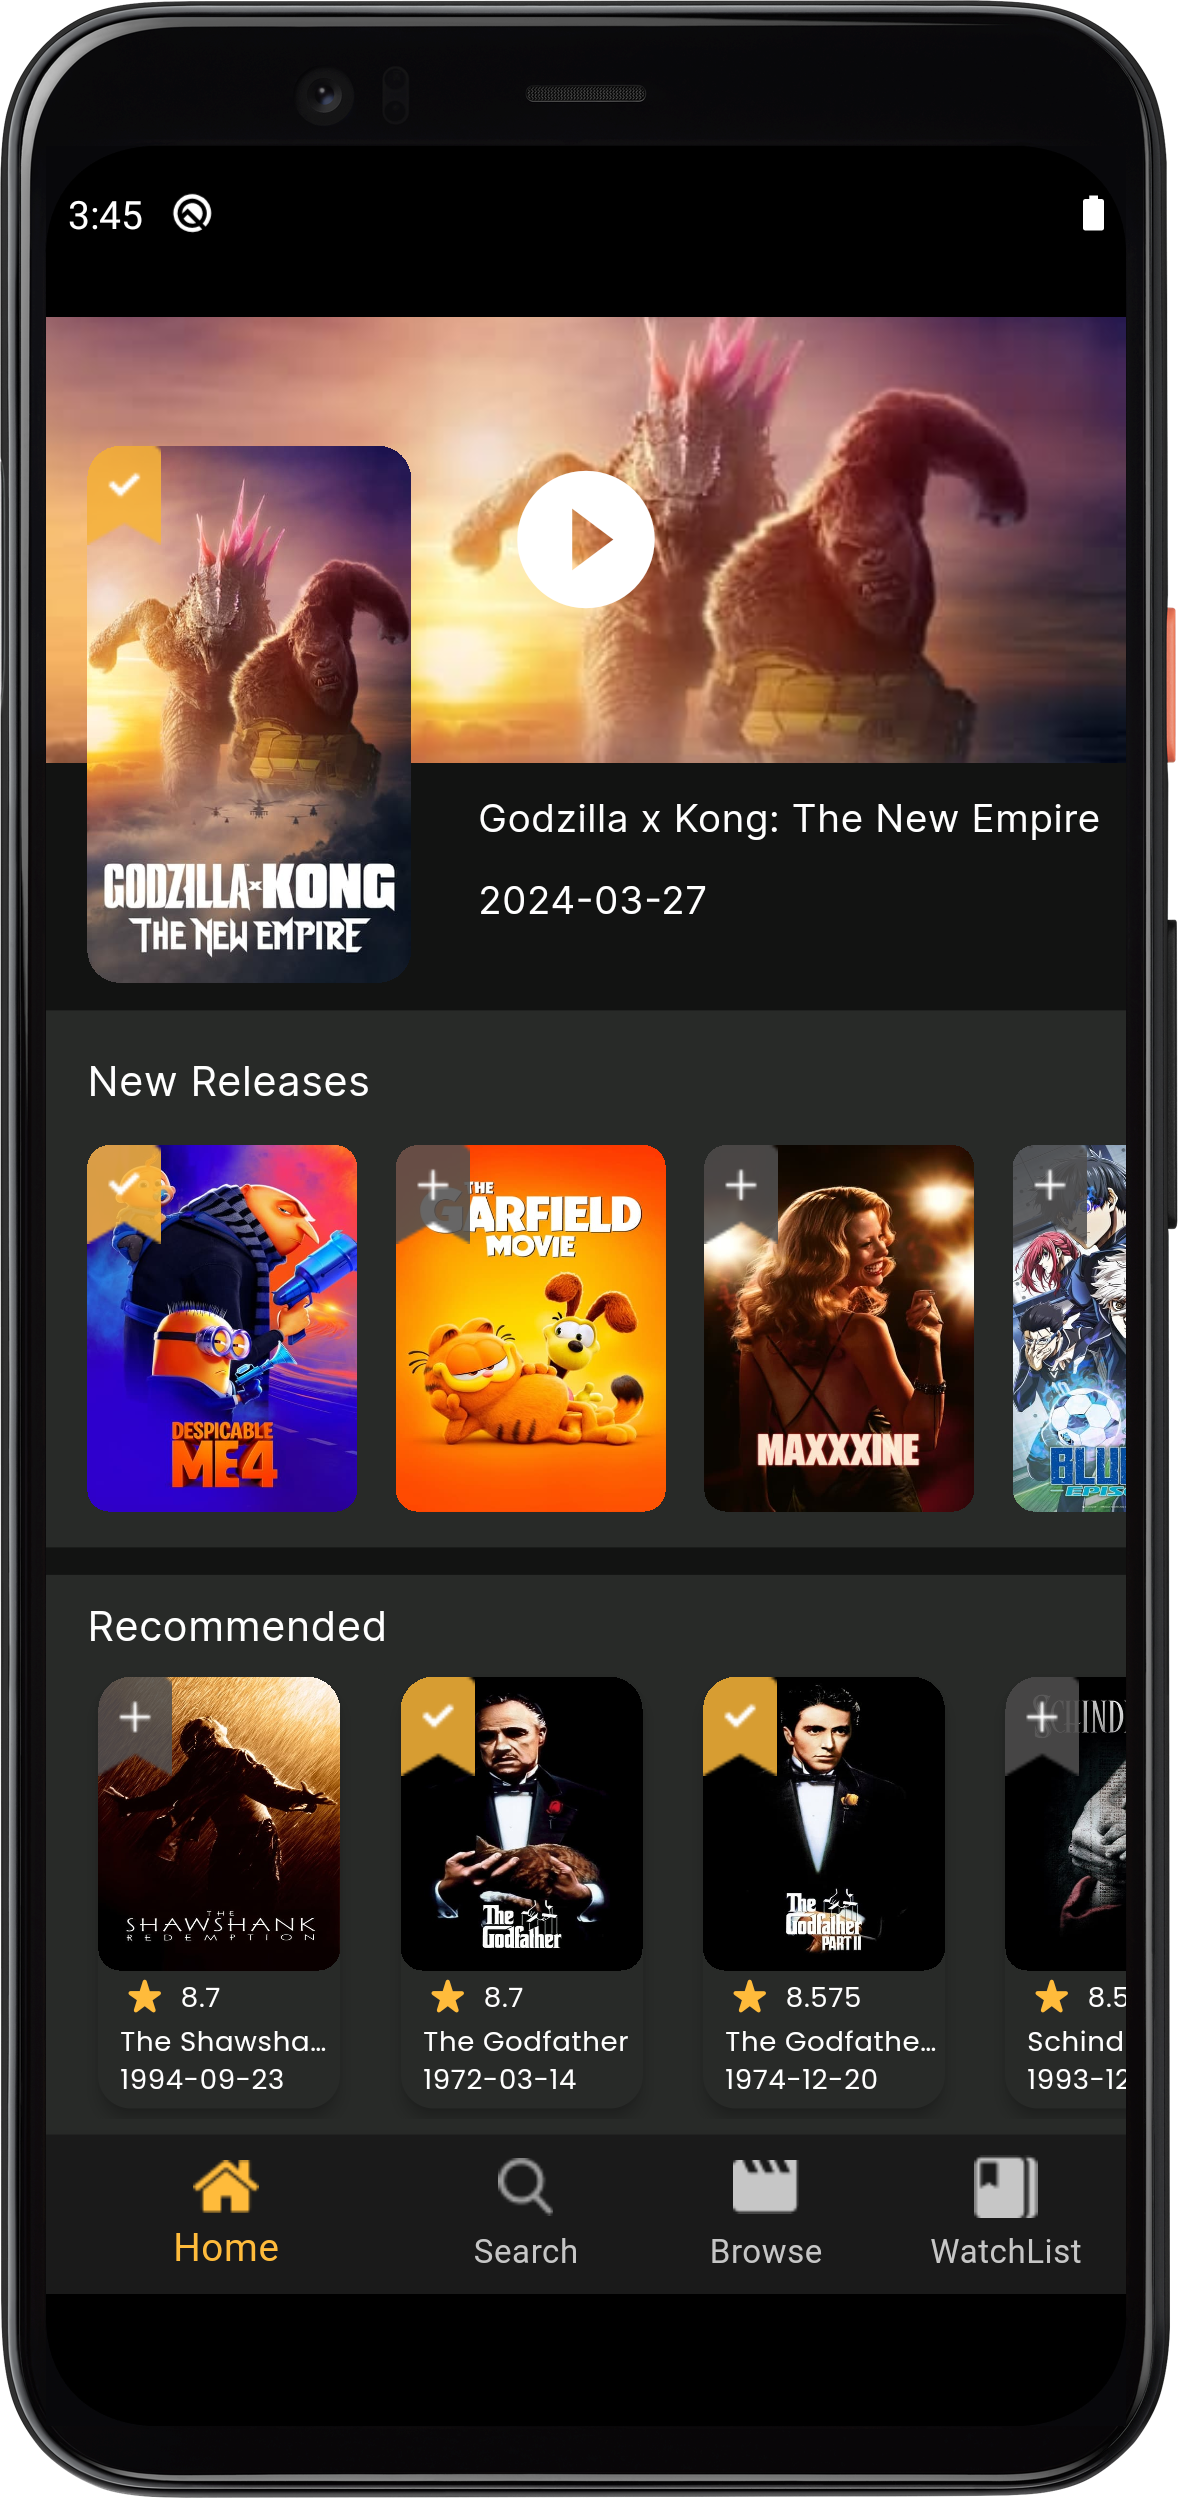 3:45
GODZILLA x KONG
THE NEW EMPIRE
Godzilla x Kong: The New Empire
2024-03-27
New Releases
DESPICABLE
ME4
THE
GARFIELD
MOVIE
MAXXXINE
BLU
EPIS
Recommended
THE
SHAWSHANK
REDEMPTION
The
Godfather
The
Godfather
PART II
SCHIND
8.7
8.7
8.575
8.5
The Shawsha...
The Godfather
The Godfathe...
Schind
1994-09-23
1972-03-14
1974-12-20
1993-12
Home
Search
Browse
WatchList